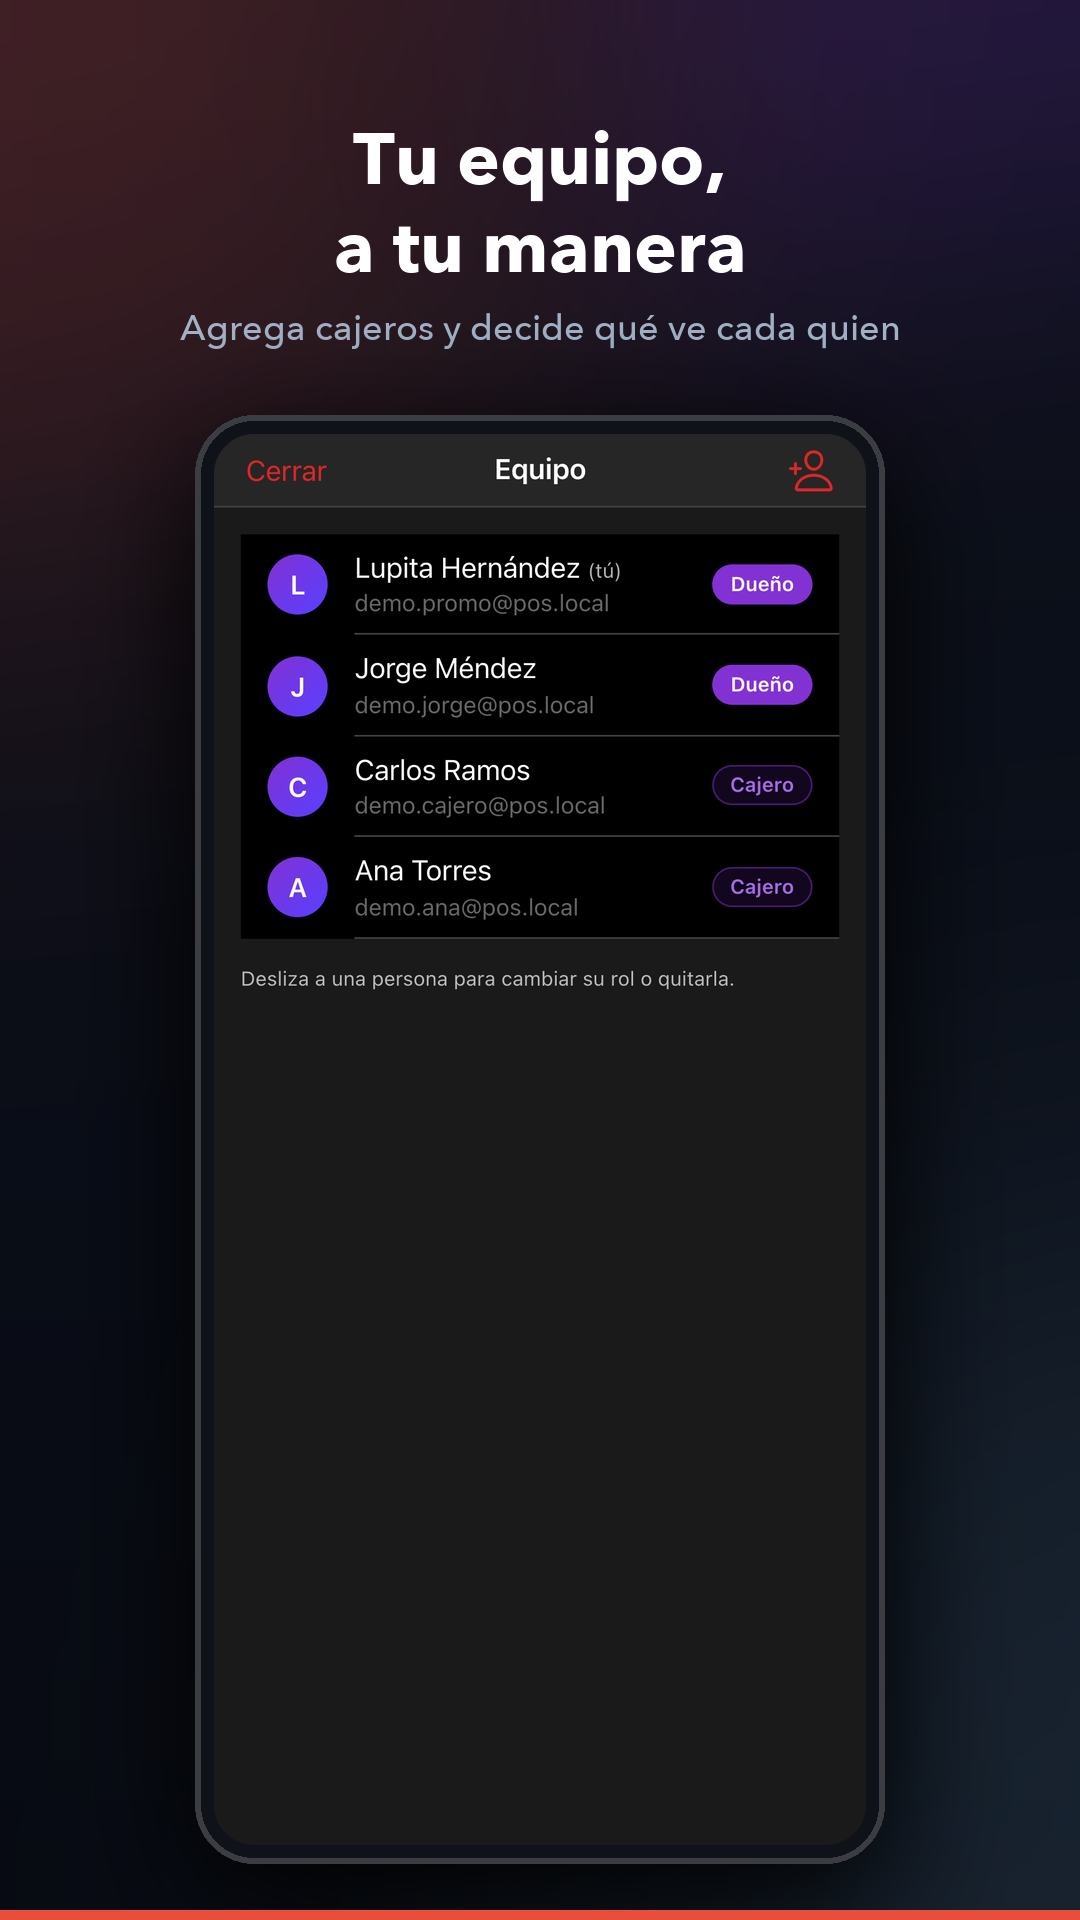 Tu equipo,
a tu manera
Agrega cajeros y decide qué ve cada quien
Cerrar
Equipo
L
Lupita Hernández (tú)
demo.promo@pos.local
Dueño
J
Jorge Méndez
demo.jorge@pos.local
Dueño
C
Carlos Ramos
demo.cajero@pos.local
Cajero
A
Ana Torres
demo.ana@pos.local
Cajero
Desliza a una persona para cambiar su rol o quitarla.